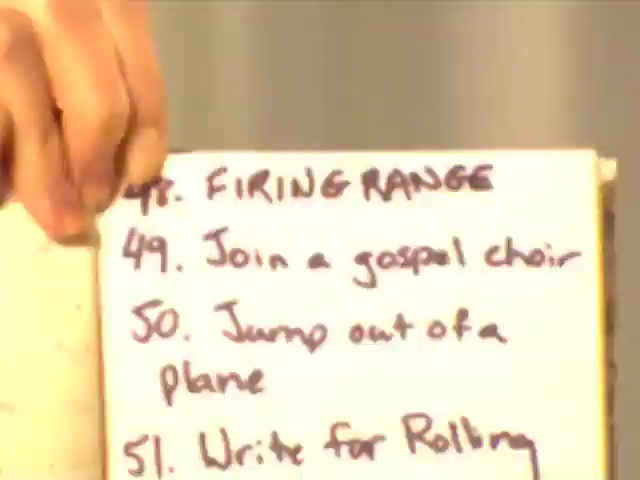 48. FIRING RANGE
49. Join a gospel choir
50. Jump out of a
plane
51. Write for Rolling